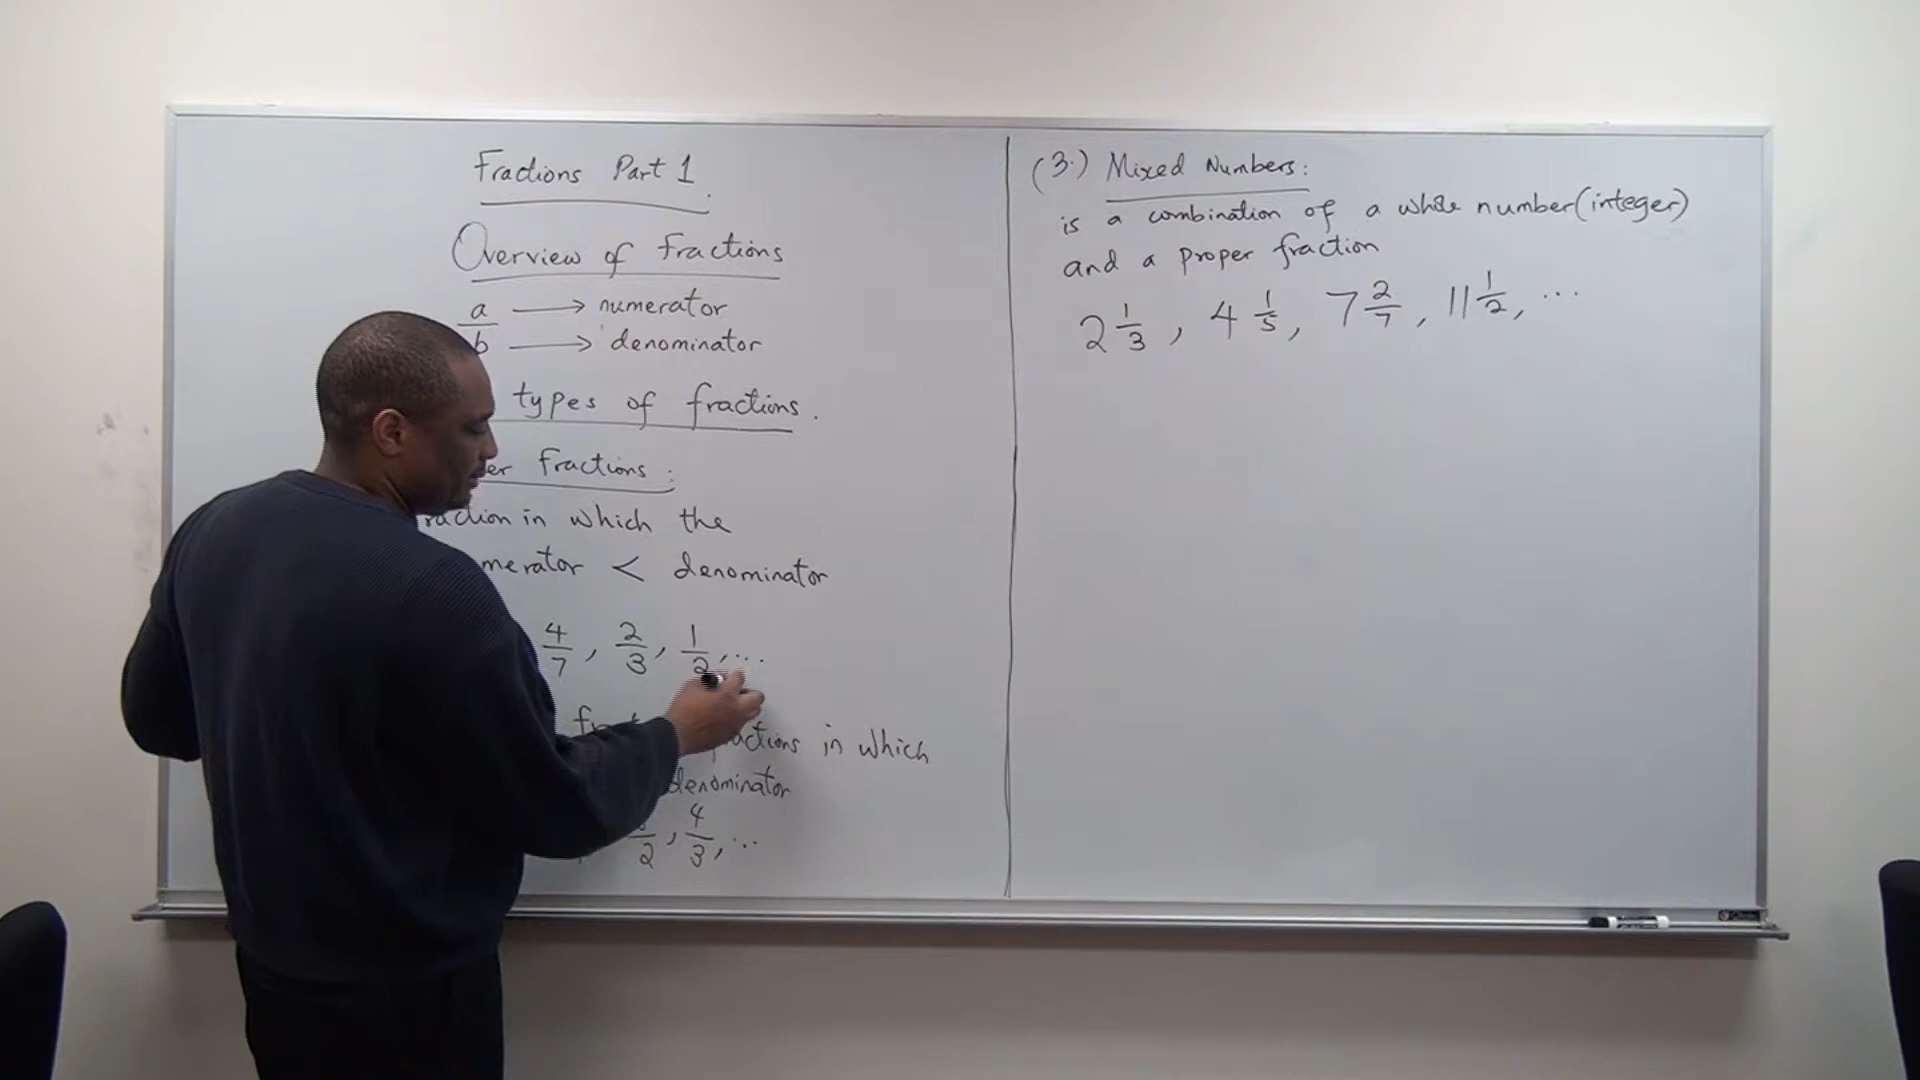 Fractions Part 1.
Overview of Fractions
a → numerator
b → denominator
types of fractions.
er Fractions:
raction in which the
merator < denominator
4/7, 2/3, 1/2, ...
actions in which
denominator
2, 4/3, ...
(3.) Mixed Numbers:
is a combination of a whole number (integer)
and a proper fraction
2 1/3, 4 1/5, 7 2/7, 11 1/2, ...